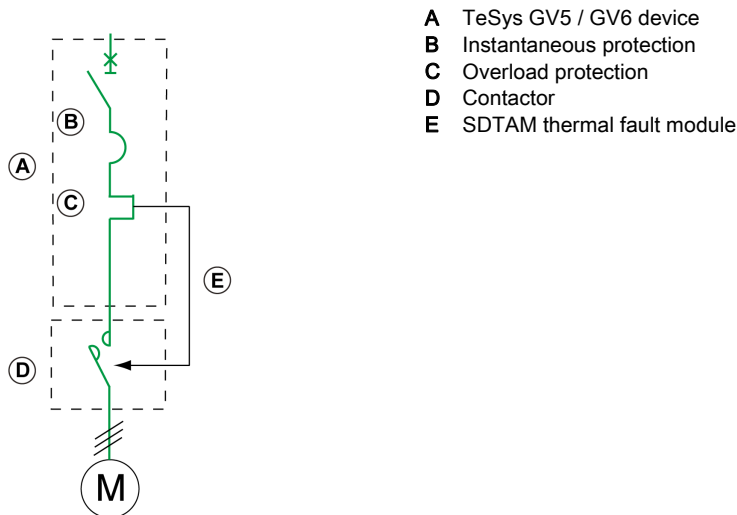 A TeSys GV5 / GV6 device
B Instantaneous protection
C Overload protection
D Contactor
E SDTAM thermal fault module
B
A
C
E
D
M